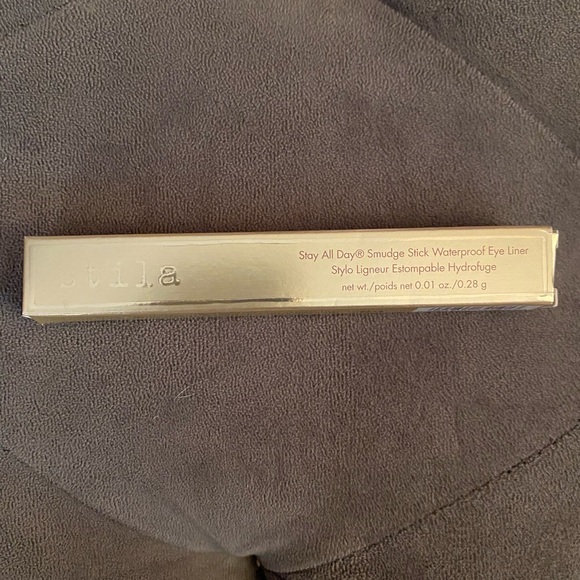 stila
Stay All Day® Smudge Stick Waterproof Eye Liner
Stylo Ligneur Estompable Hydrofuge
net wt./poids net 0.01 oz./0.28 g